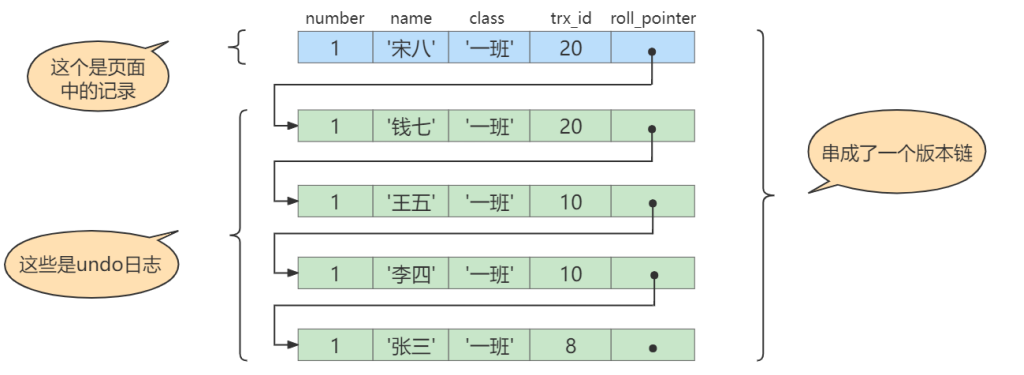 number name class trx_id roll_pointer
1 '宋八' '一班' 20
这个是页面
中的记录
1 '钱七' '一班' 20
串成了一个版本链
1 '王五' '一班' 10
这些是undo日志
1 '李四' '一班' 10
1 '张三' '一班' 8